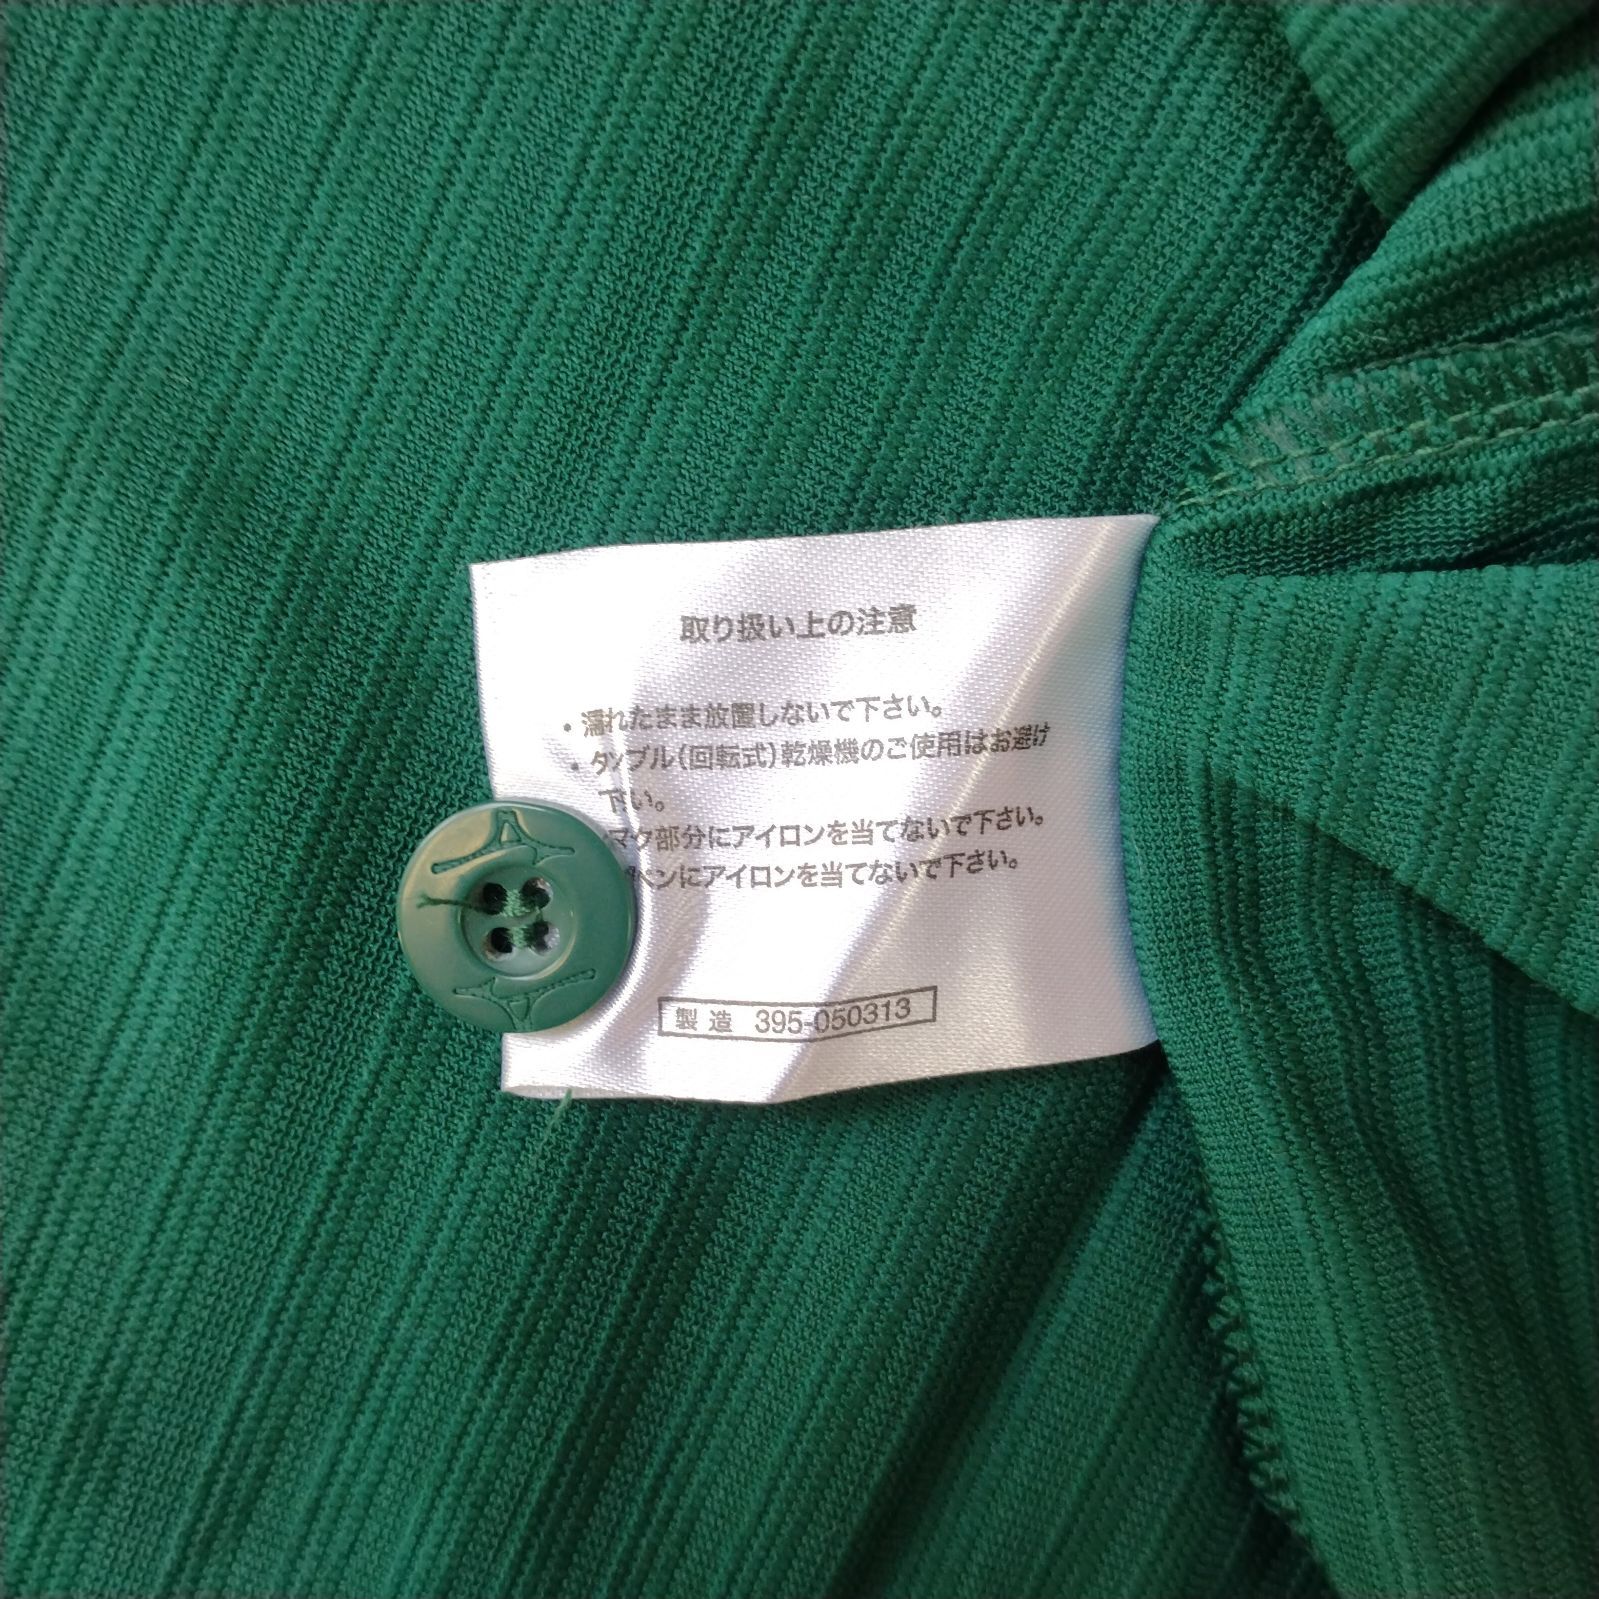 取り扱い上の注意
・濡れたまま放置しないで下さい。
・タンブル（回転式）乾燥機のご使用はお避け
下さい。
マーク部分にアイロンを当てないで下さい。
にアイロンを当てないで下さい。
製造 395-050313